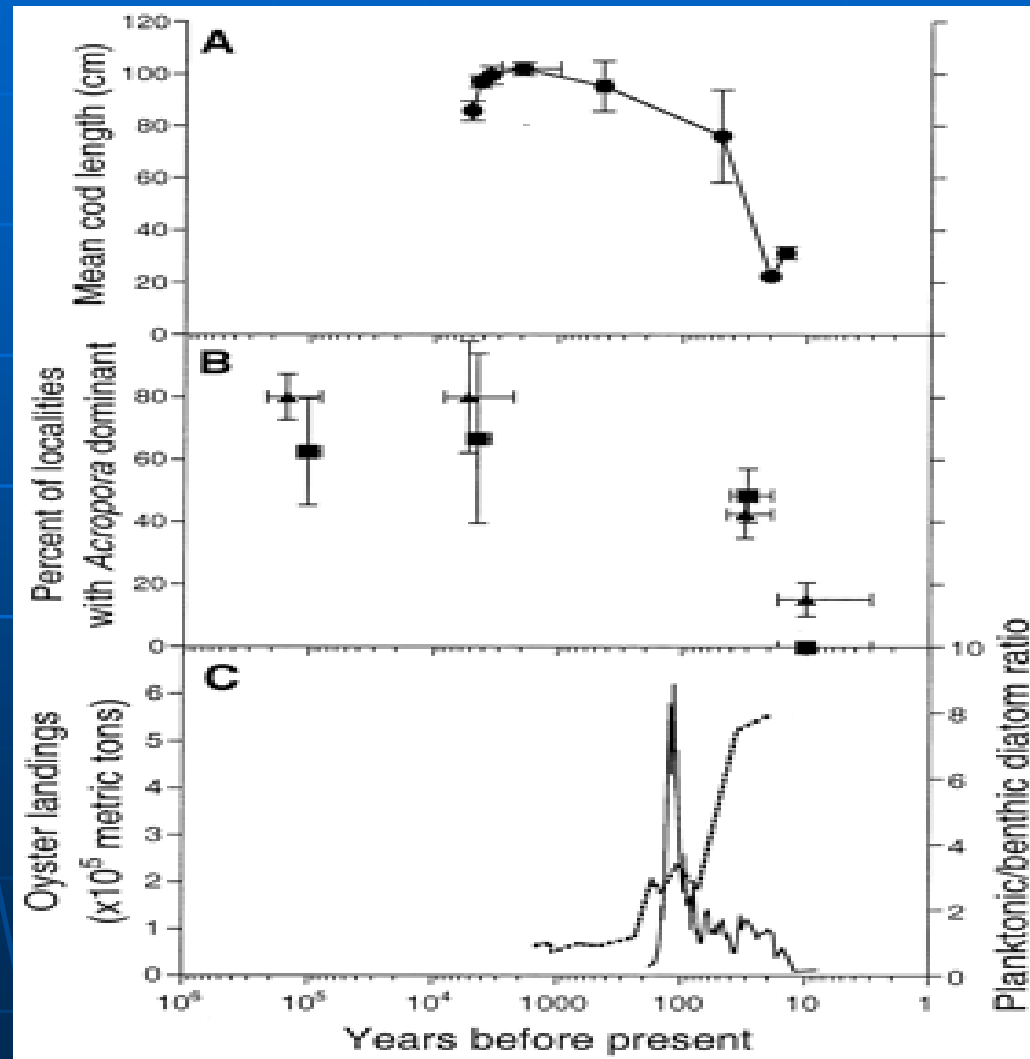 A
Mean cod length (cm)
120
100
80
60
40
20
0
B
Percent of localities
with Acropora dominant
80
60
40
20
0
C
Oyster landings
(x10⁵ metric tons)
6
5
4
3
2
1
0
10
8
6
4
2
0
Planktonic/benthic diatom ratio
10⁶ 10⁵ 10⁴ 1000 100 10 1
Years before present